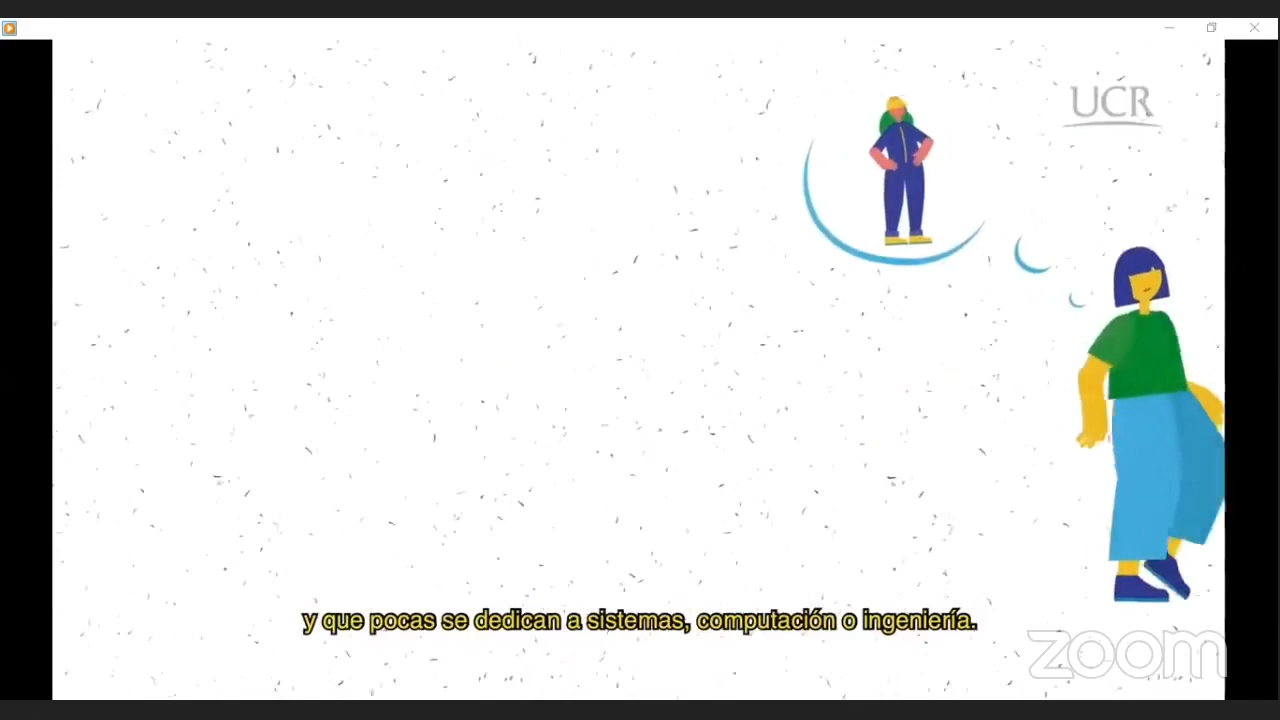 UCR
y que pocas se dedican a sistemas, computación o ingeniería.
zoom